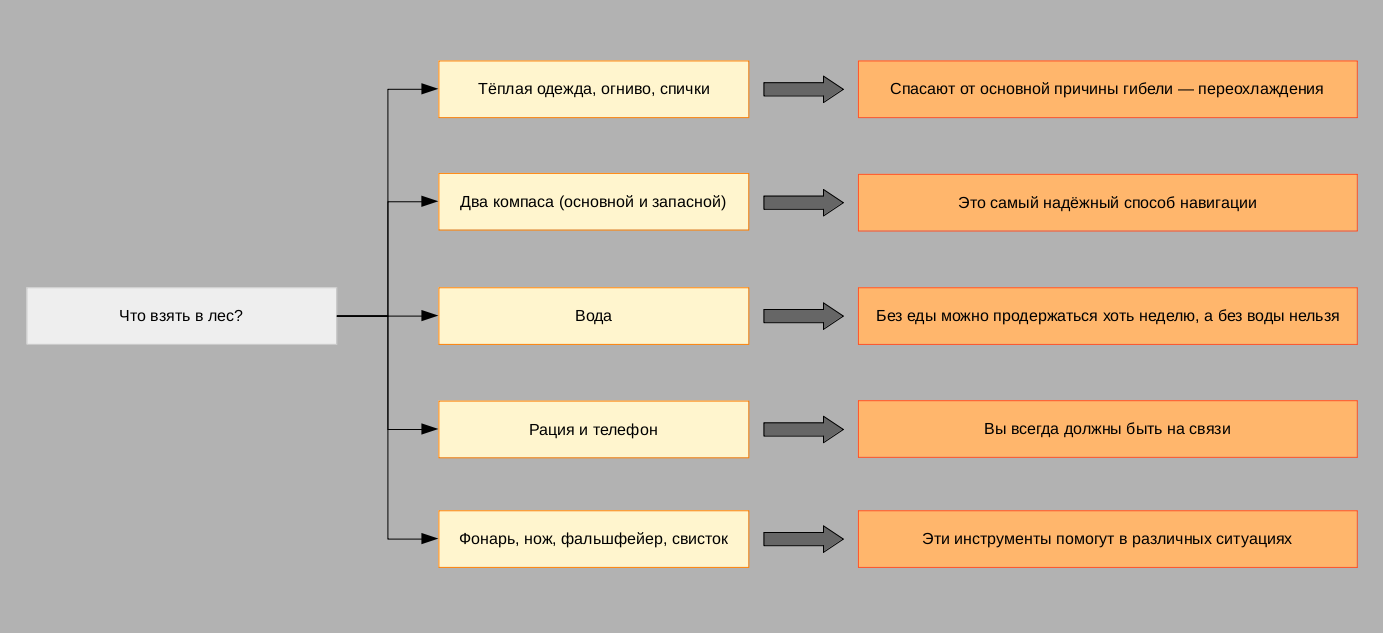 Тёплая одежда, огниво, спички
Спасают от основной причины гибели — переохлаждения
Два компаса (основной и запасной)
Это самый надёжный способ навигации
Что взять в лес?
Вода
Без еды можно продержаться хоть неделю, а без воды нельзя
Рация и телефон
Вы всегда должны быть на связи
Фонарь, нож, фальшфейер, свисток
Эти инструменты помогут в различных ситуациях